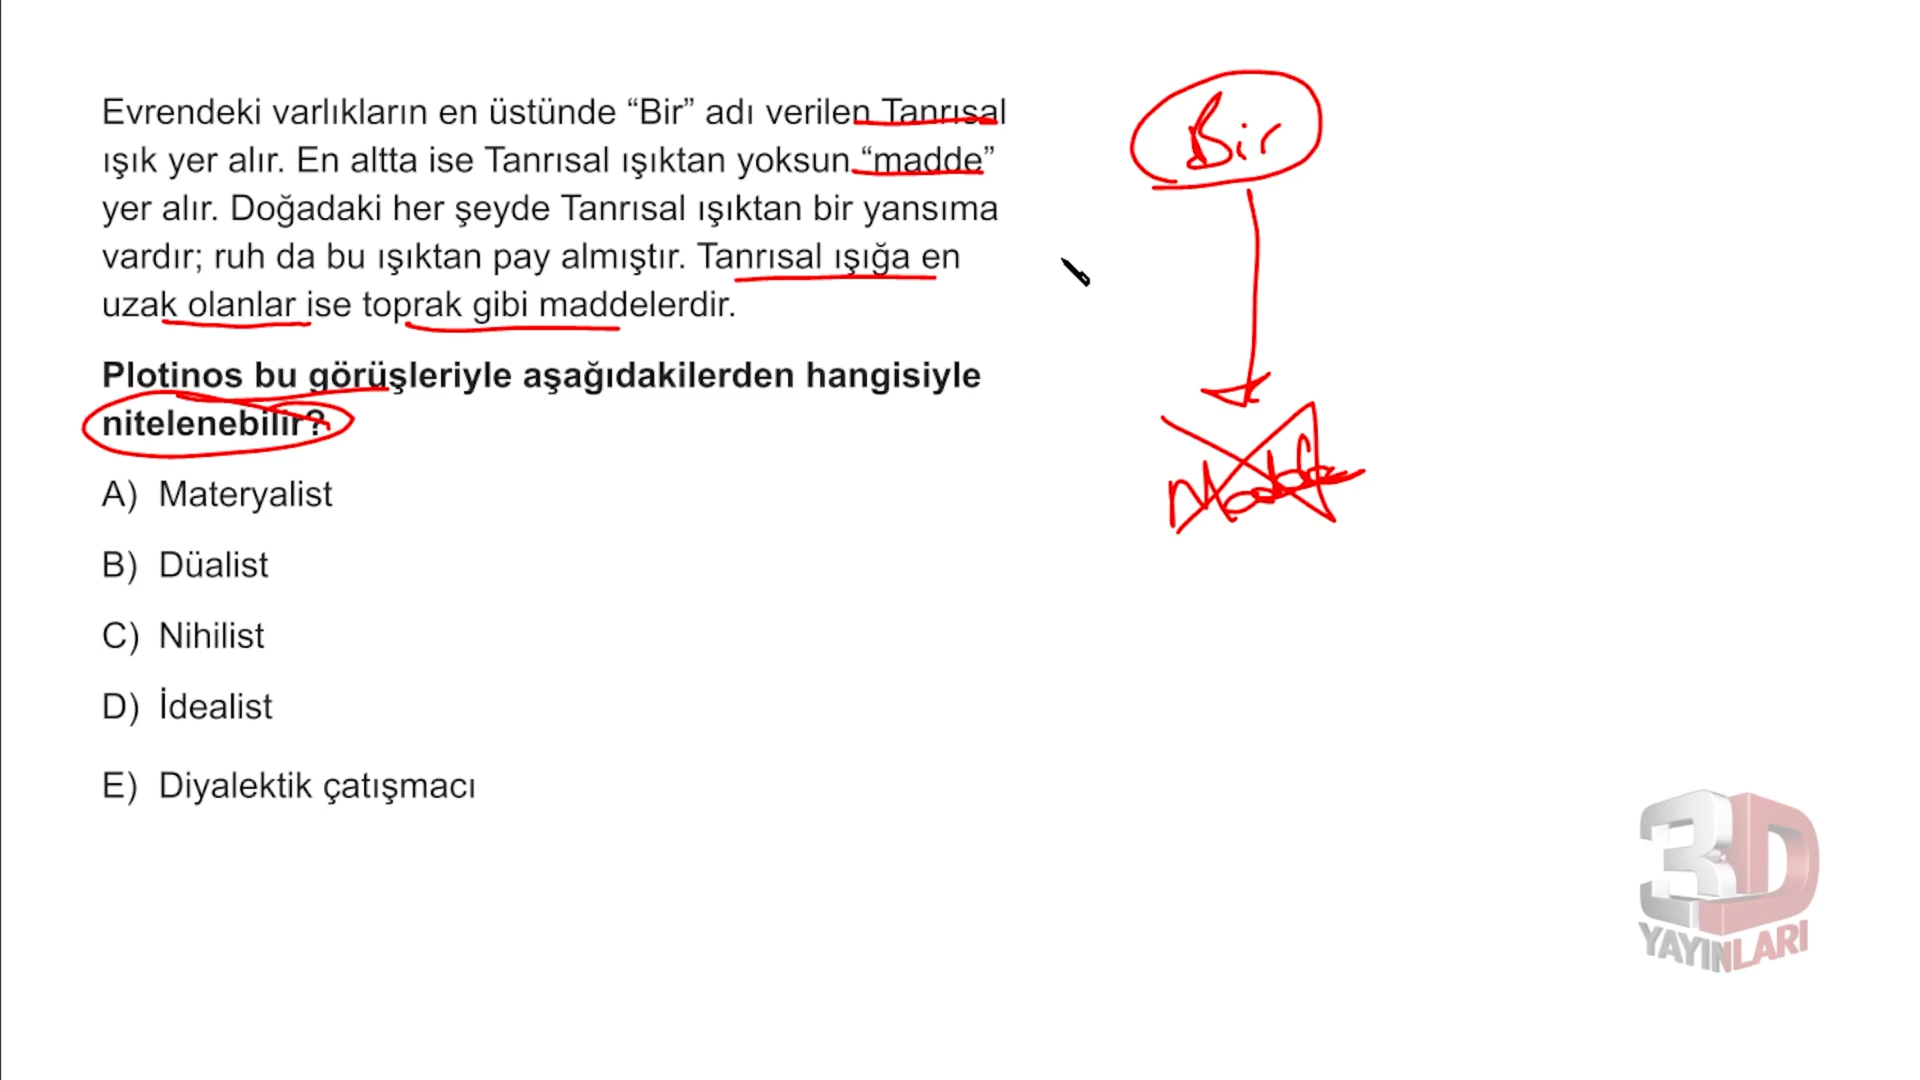 Evrendeki varlıkların en üstünde “Bir” adı verilen Tanrısal
ışık yer alır. En altta ise Tanrısal ışıktan yoksun “madde”
yer alır. Doğadaki her şeyde Tanrısal ışıktan bir yansıma
vardır; ruh da bu ışıktan pay almıştır. Tanrısal ışığa en
uzak olanlar ise toprak gibi maddelerdir.
Plotinos bu görüşleriyle aşağıdakilerden hangisiyle
nitelenebilir?
A) Materyalist
B) Düalist
C) Nihilist
D) İdealist
E) Diyalektik çatışmacı
Bir
Madde
3D
YAYINLARI